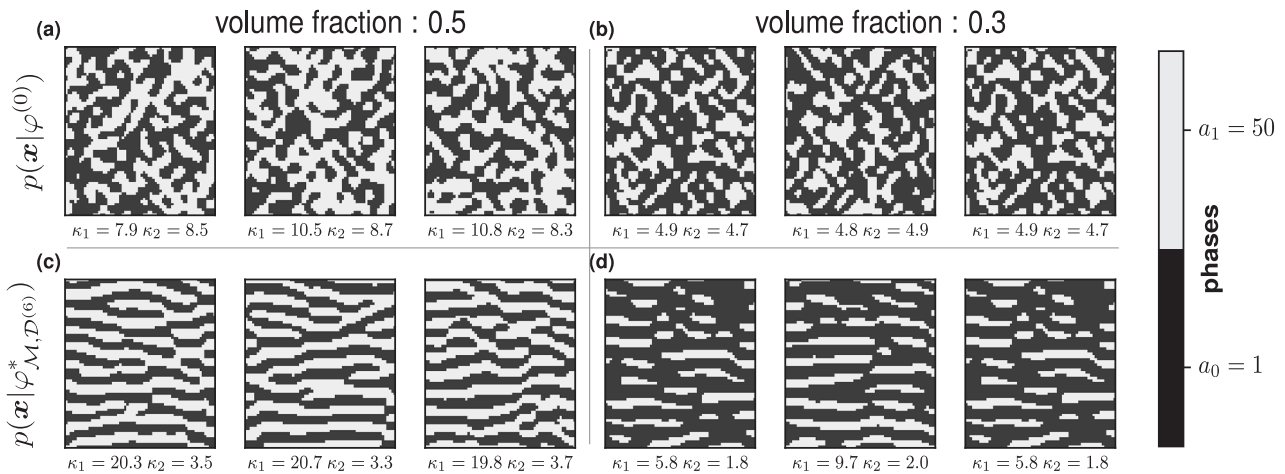 volume fraction : 0.5
volume fraction : 0.3
(a)
(b)
p(x|φ^(0))
κ₁ = 7.9 κ₂ = 8.5
κ₁ = 10.5 κ₂ = 8.7
κ₁ = 10.8 κ₂ = 8.3
κ₁ = 4.9 κ₂ = 4.7
κ₁ = 4.8 κ₂ = 4.9
κ₁ = 4.9 κ₂ = 4.7
(c)
(d)
p(x|φ*_{M,D^(6)})
κ₁ = 20.3 κ₂ = 3.5
κ₁ = 20.7 κ₂ = 3.3
κ₁ = 19.8 κ₂ = 3.7
κ₁ = 5.8 κ₂ = 1.8
κ₁ = 9.7 κ₂ = 2.0
κ₁ = 5.8 κ₂ = 1.8
a₁ = 50
phases
a₀ = 1